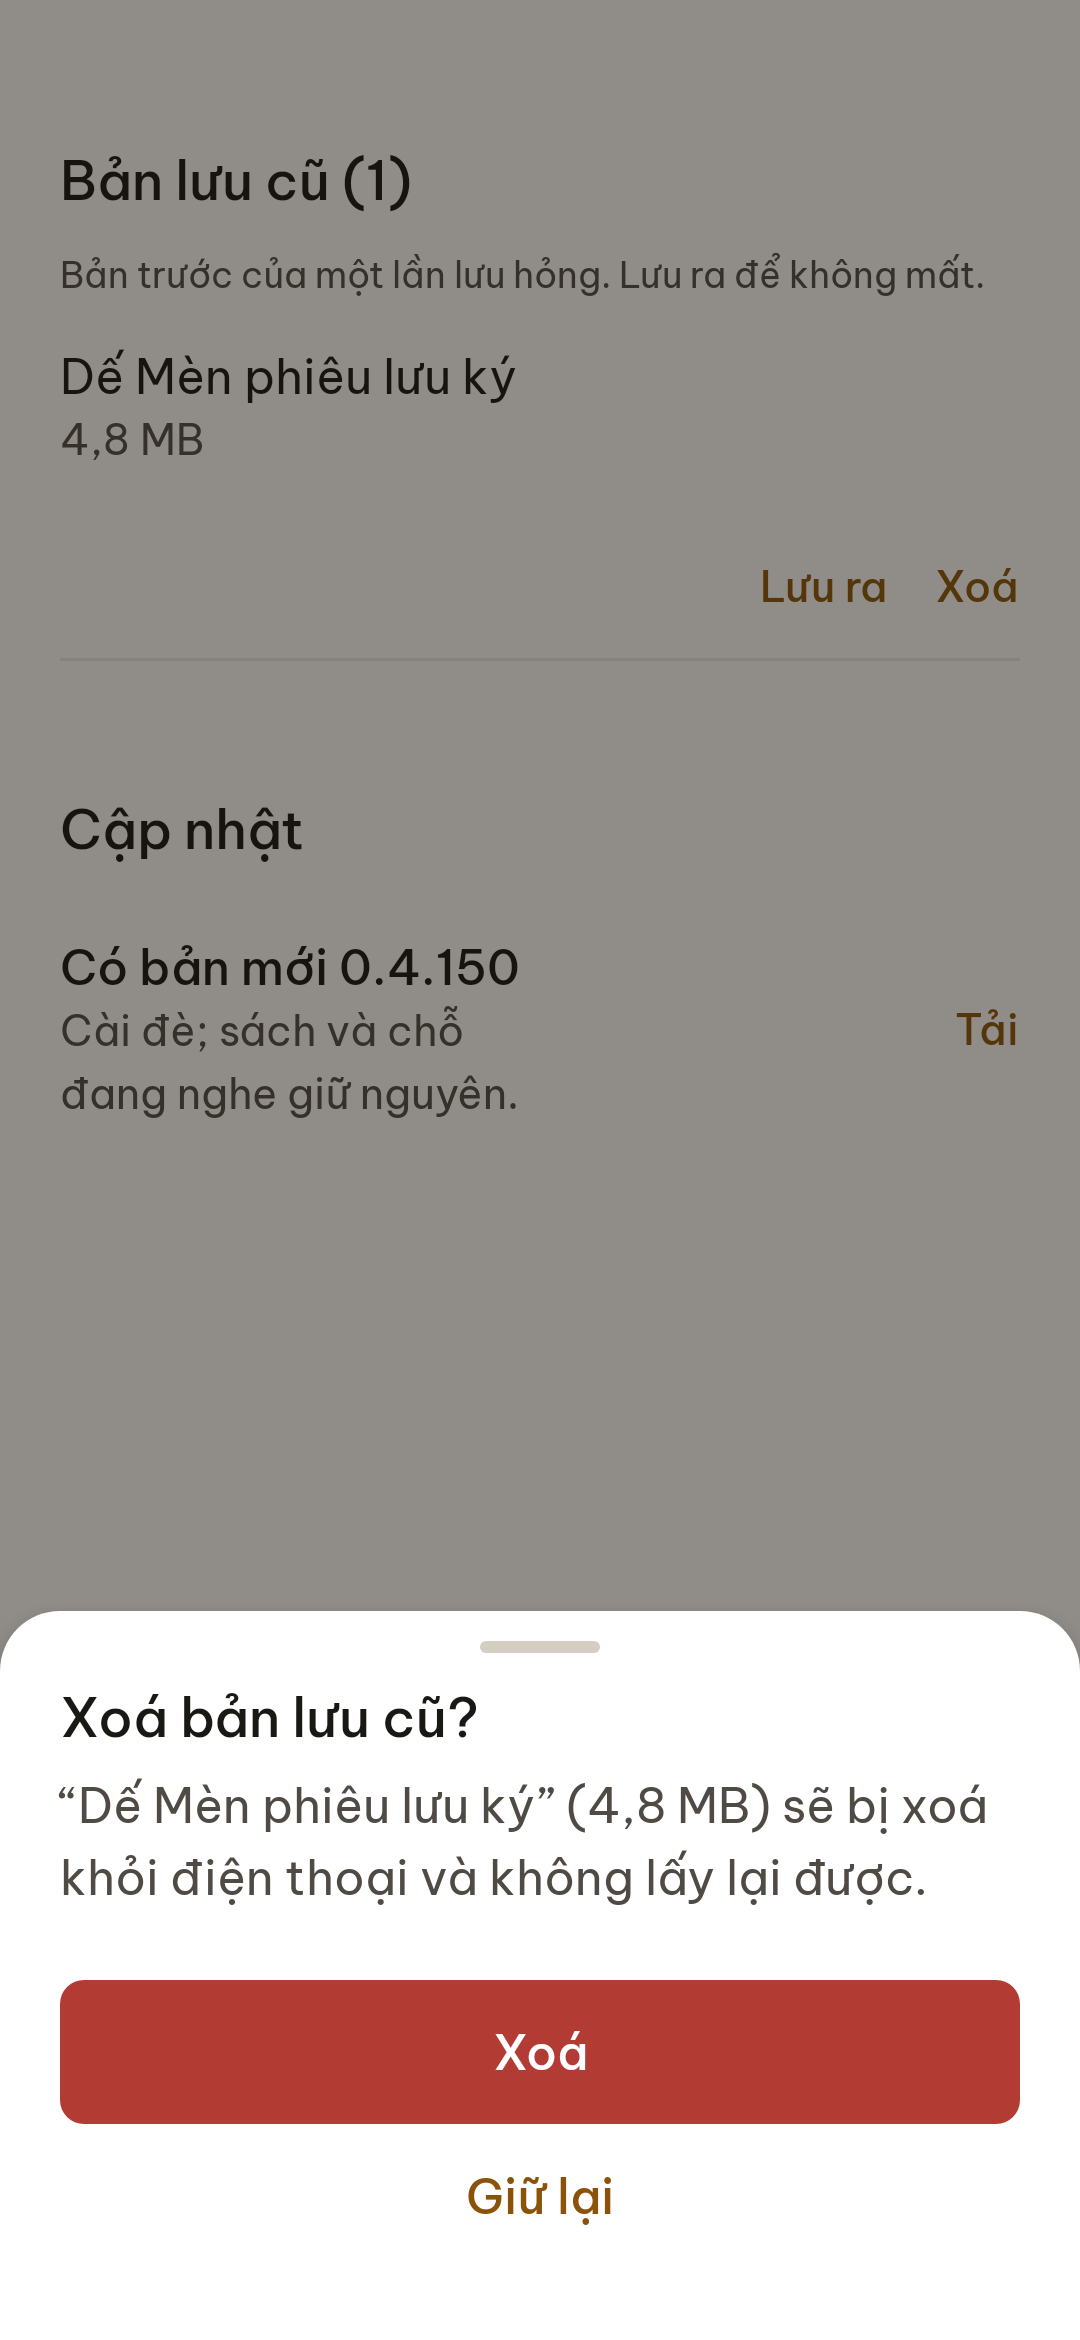 Bản lưu cũ (1)
Bản trước của một lần lưu hỏng. Lưu ra để không mất.
Dế Mèn phiêu lưu ký
4,8 MB
Lưu ra Xoá
Cập nhật
Có bản mới 0.4.150
Cài đè; sách và chỗ
đang nghe giữ nguyên.
Tải
Xoá bản lưu cũ?
“Dế Mèn phiêu lưu ký” (4,8 MB) sẽ bị xoá
khỏi điện thoại và không lấy lại được.
Xoá
Giữ lại